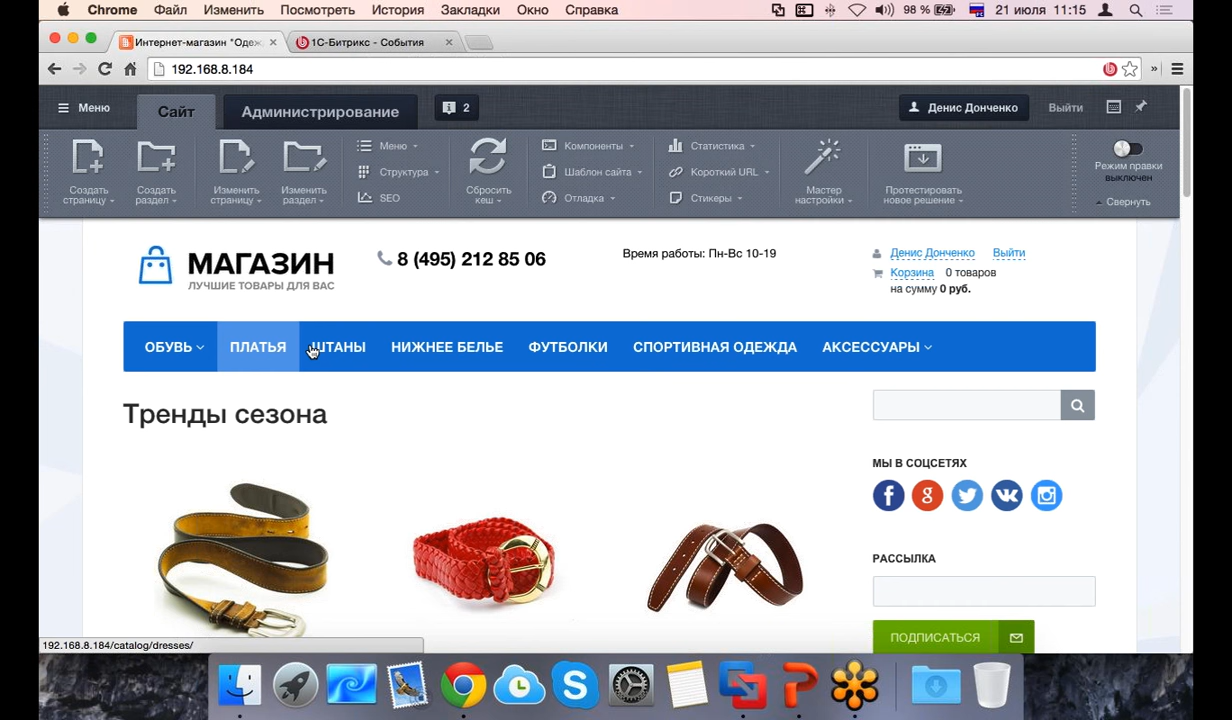 Chrome Файл Изменить Посмотреть История Закладки Окно Справка 98 % 21 июля 11:15
Интернет-магазин "Одеж 1С-Битрикс - События
192.168.8.184
Меню Сайт Администрирование 2 Денис Донченко Выйти
Создать страницу
Создать раздел
Изменить страницу
Изменить раздел
Меню
Структура
SEO
Сбросить кеш
Компоненты
Шаблон сайта
Отладка
Статистика
Короткий URL
Стикеры
Мастер настройки
Протестировать новое решение
Режим правки
выключен
Свернуть
МАГАЗИН
ЛУЧШИЕ ТОВАРЫ ДЛЯ ВАС
8 (495) 212 85 06
Время работы: Пн-Вс 10-19
Денис Донченко Выйти
Корзина 0 товаров
на сумму 0 руб.
ОБУВЬ ПЛАТЬЯ ШТАНЫ НИЖНЕЕ БЕЛЬЕ ФУТБОЛКИ СПОРТИВНАЯ ОДЕЖДА АКСЕССУАРЫ
Тренды сезона
МЫ В СОЦСЕТЯХ
РАССЫЛКА
ПОДПИСАТЬСЯ
192.168.8.184/catalog/dresses/